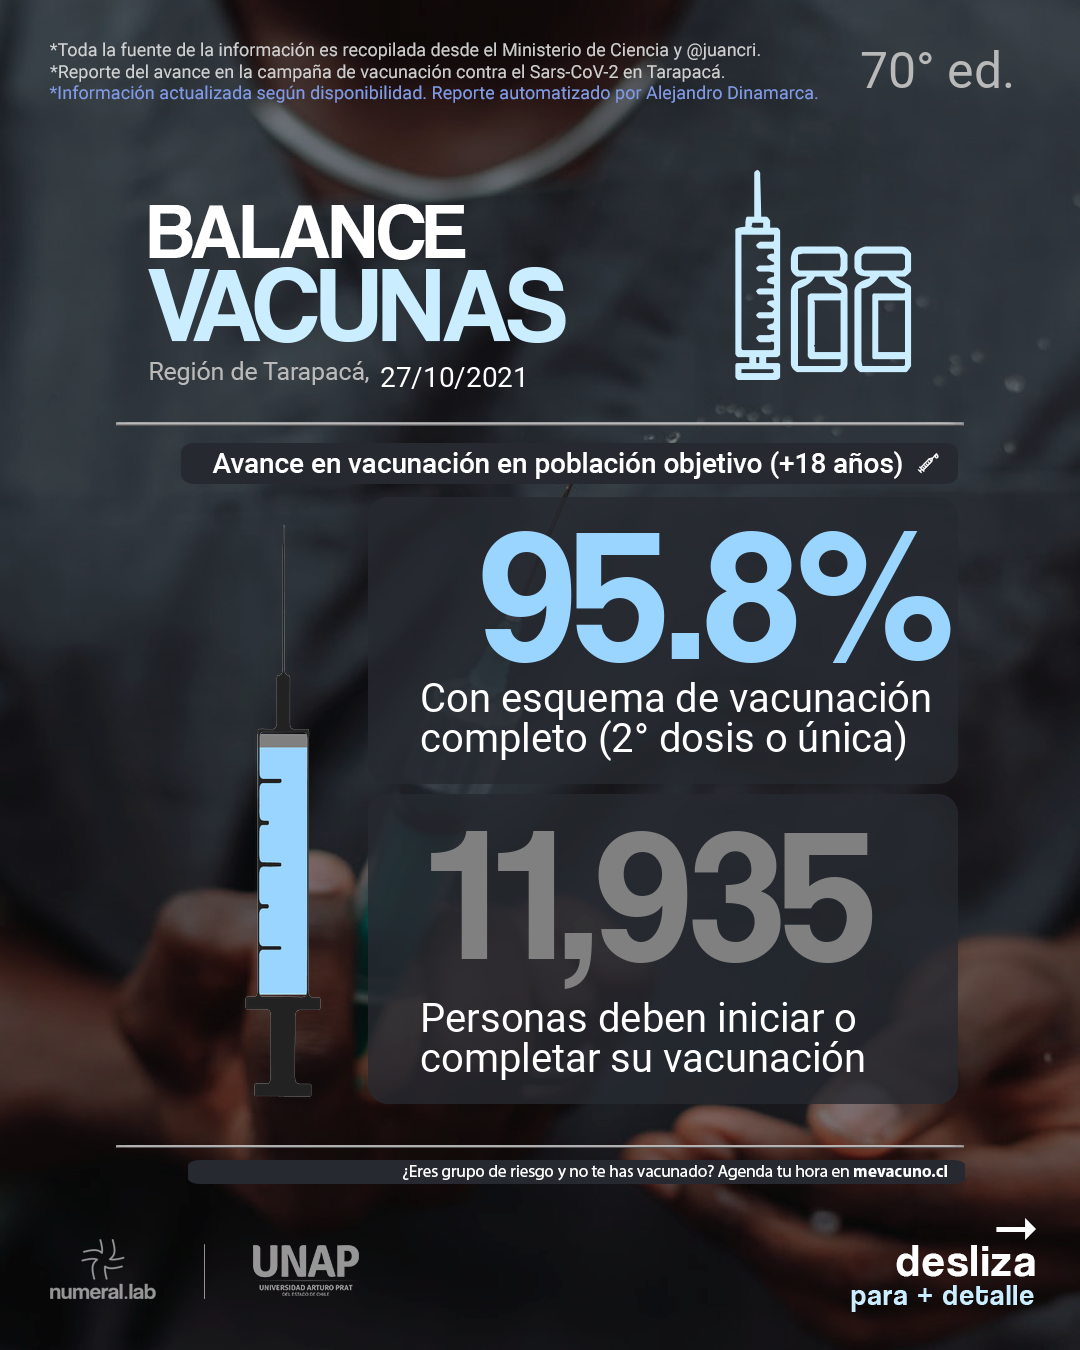 *Toda la fuente de la información es recopilada desde el Ministerio de Ciencia y @juancri.
*Reporte del avance en la campaña de vacunación contra el Sars-CoV-2 en Tarapacá.
*Información actualizada según disponibilidad. Reporte automatizado por Alejandro Dinamarca.
70° ed.
BALANCE
VACUNAS
Región de Tarapacá, 27/10/2021
Avance en vacunación en población objetivo (+18 años)
95.8%
Con esquema de vacunación
completo (2° dosis o única)
11,935
Personas deben iniciar o
completar su vacunación
¿Eres grupo de riesgo y no te has vacunado? Agenda tu hora en mevacuno.cl
numeral.lab
UNAP
UNIVERSIDAD ARTURO PRAT
DEL ESTADO DE CHILE
desliza
para + detalle